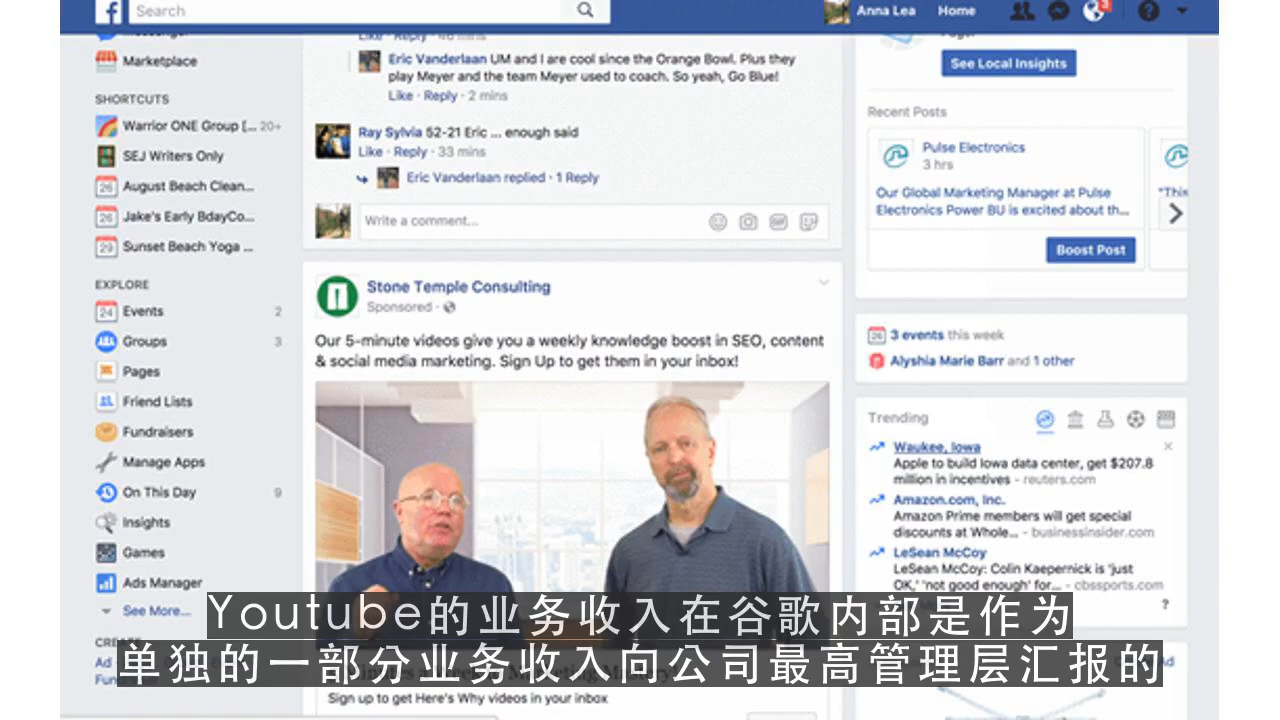 Search
Anna Lea
Home
3
Marketplace
SHORTCUTS
Warrior ONE Group [... 20+
SEJ Writers Only
26 August Beach Clean...
26 Jake's Early BdayCo...
29 Sunset Beach Yoga ...
EXPLORE
24 Events 2
Groups 3
Pages
Friend Lists
Fundraisers
Manage Apps
On This Day 9
Insights
Games
Ads Manager
See More...
Like · Reply · 46 mins
Eric Vanderlaan UM and I are cool since the Orange Bowl. Plus they
play Meyer and the team Meyer used to coach. So yeah, Go Blue!
Like · Reply · 2 mins
Ray Sylvia 52-21 Eric ... enough said
Like · Reply · 33 mins
Eric Vanderlaan replied · 1 Reply
Write a comment...
Stone Temple Consulting
Sponsored ·
Our 5-minute videos give you a weekly knowledge boost in SEO, content
& social media marketing. Sign Up to get them in your inbox!
Sign up to get Here's Why videos in your inbox
See Local Insights
Recent Posts
Pulse Electronics
3 hrs
Our Global Marketing Manager at Pulse
Electronics Power BU is excited about th...
"This
Boost Post
26 3 events this week
Alyshia Marie Barr and 1 other
Trending
Waukee, Iowa
Apple to build Iowa data center, get $207.8
million in incentives - reuters.com
Amazon.com, Inc.
Amazon Prime members will get special
discounts at Whole... - businessinsider.com
LeSean McCoy
LeSean McCoy: Colin Kaepernick is 'just
OK,' 'not good enough' for... - cbssports.com
Youtube的业务收入在谷歌内部是作为
单独的一部分业务收入向公司最高管理层汇报的